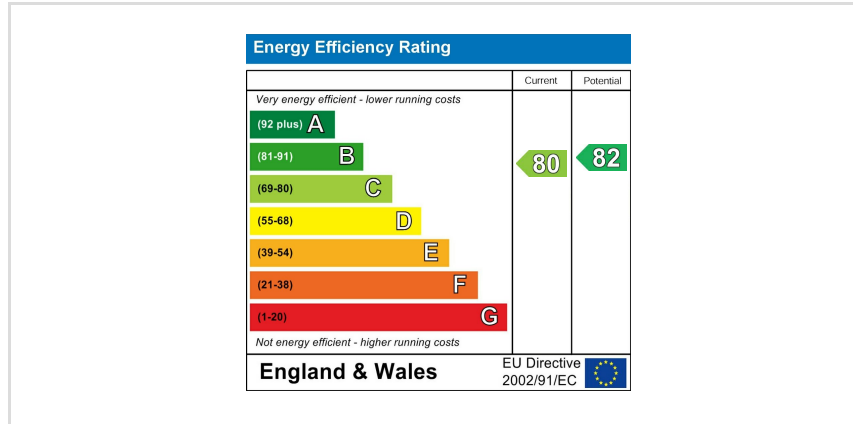 Energy Efficiency Rating
Current Potential
Very energy efficient - lower running costs
(92 plus) A
(81-91) B
80 82
(69-80) C
(55-68) D
(39-54) E
(21-38) F
(1-20) G
Not energy efficient - higher running costs
England & Wales
EU Directive
2002/91/EC